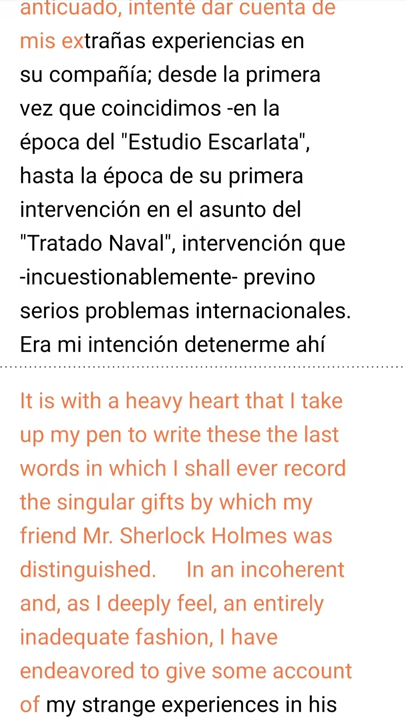 anticuado, intenté dar cuenta de
mis extrañas experiencias en
su compañía; desde la primera
vez que coincidimos -en la
época del "Estudio Escarlata",
hasta la época de su primera
intervención en el asunto del
"Tratado Naval", intervención que
-incuestionablemente- previno
serios problemas internacionales.
Era mi intención detenerme ahí
It is with a heavy heart that I take
up my pen to write these the last
words in which I shall ever record
the singular gifts by which my
friend Mr. Sherlock Holmes was
distinguished. In an incoherent
and, as I deeply feel, an entirely
inadequate fashion, I have
endeavored to give some account
of my strange experiences in his